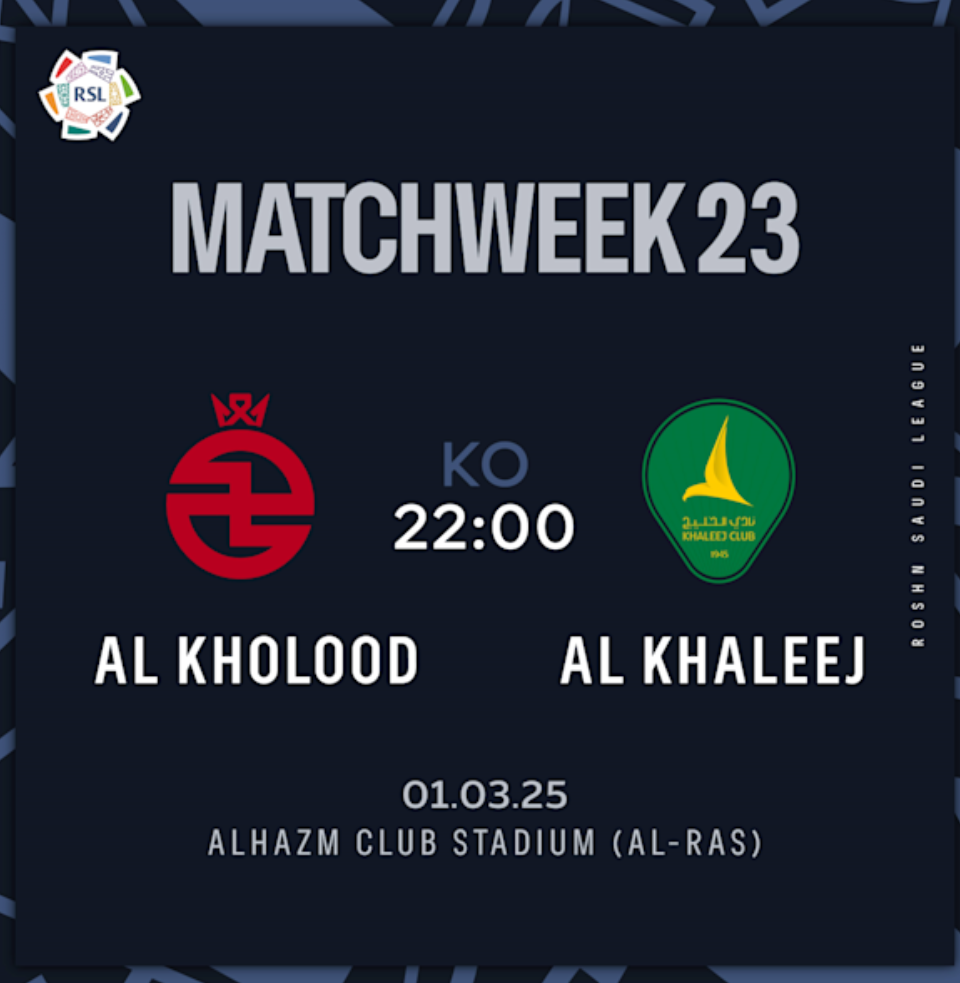 RSL
MATCHWEEK 23
KO
22:00
نادي الخليج
KHALEEJ CLUB
1945
AL KHOLOOD
AL KHALEEJ
ROSHN SAUDI LEAGUE
01.03.25
ALHAZM CLUB STADIUM (AL-RAS)